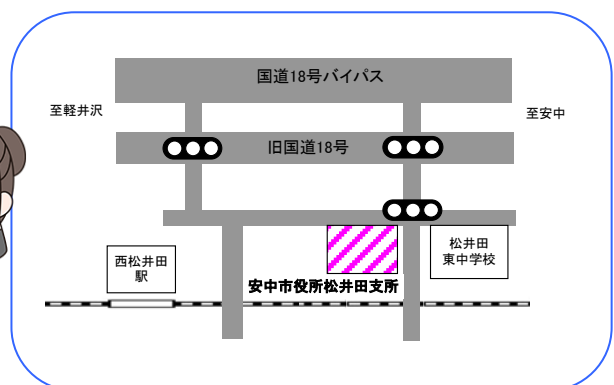 国道18号バイパス
至軽井沢
至安中
旧国道18号
松井田
東中学校
西松井田
駅
安中市役所松井田支所